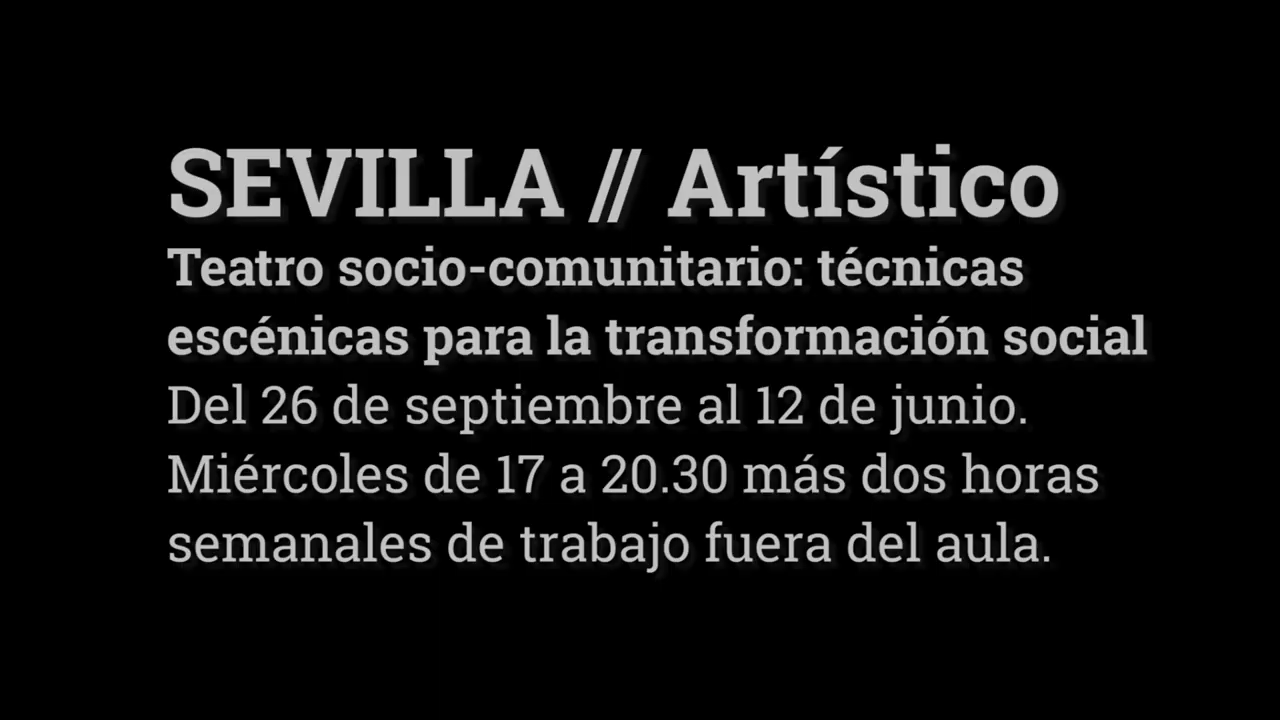 SEVILLA // Artístico
Teatro socio-comunitario: técnicas
escénicas para la transformación social
Del 26 de septiembre al 12 de junio.
Miércoles de 17 a 20.30 más dos horas
semanales de trabajo fuera del aula.